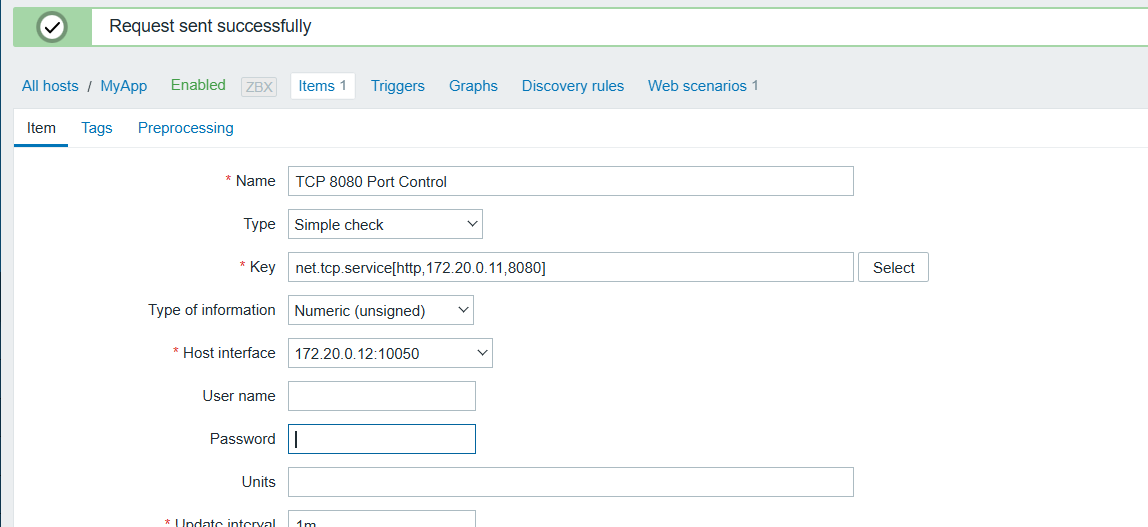 Request sent successfully
All hosts / MyApp Enabled ZBX Items 1 Triggers Graphs Discovery rules Web scenarios 1
Item Tags Preprocessing
* Name TCP 8080 Port Control
Type Simple check
* Key net.tcp.service[http,172.20.0.11,8080] Select
Type of information Numeric (unsigned)
* Host interface 172.20.0.12:10050
User name
Password
Units
* Update interval 1m